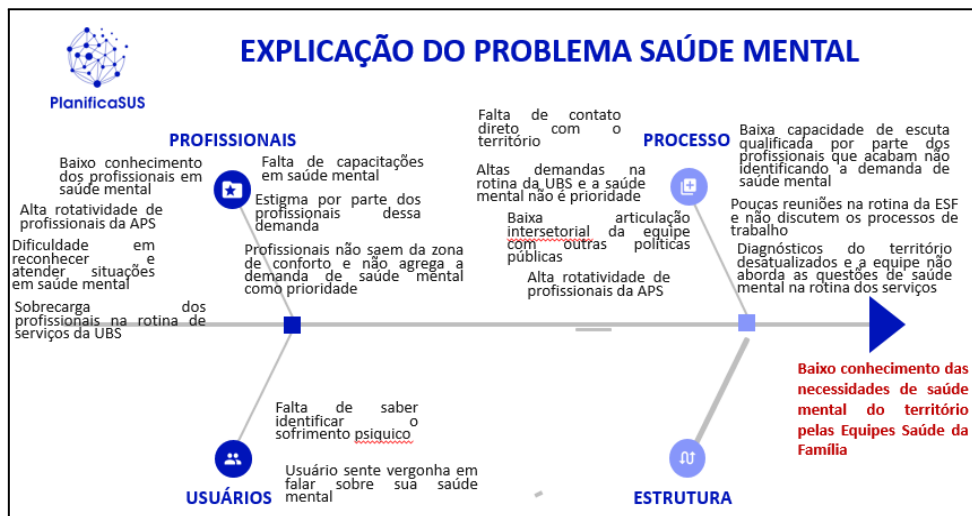 EXPLICAÇÃO DO PROBLEMA SAÚDE MENTAL
PlanificaSUS
PROFISSIONAIS
Baixo conhecimento
dos profissionais em
saúde mental
Alta rotatividade de
profissionais da APS
Dificuldade em
reconhecer e
atender situações
em saúde mental
Sobrecarga dos
profissionais na rotina de
serviços da UBS
Falta de capacitações
em saúde mental
Estigma por parte dos
profissionais dessa
demanda
Profissionais não saem da zona
de conforto e não agrega a
demanda de saúde mental
como prioridade
PROCESSO
Falta de contato
direto com o
território
Altas demandas na
rotina da UBS e a saúde
mental não é prioridade
Baixa articulação
intersetorial da equipe
com outras políticas
públicas
Alta rotatividade de
profissionais da APS
Baixa capacidade de escuta
qualificada por parte dos
profissionais que acabam não
identificando a demanda de
saúde mental
Poucas reuniões na rotina da ESF
e não discutem os processos de
trabalho
Diagnósticos do território
desatualizados e a equipe não
aborda as questões de saúde
mental na rotina dos serviços
Baixo conhecimento das
necessidades de saúde
mental do território
pelas Equipes Saúde da
Família
Falta de saber
identificar o
sofrimento psiquico
Usuário sente vergonha em
falar sobre sua saúde
mental
USUÁRIOS
ESTRUTURA